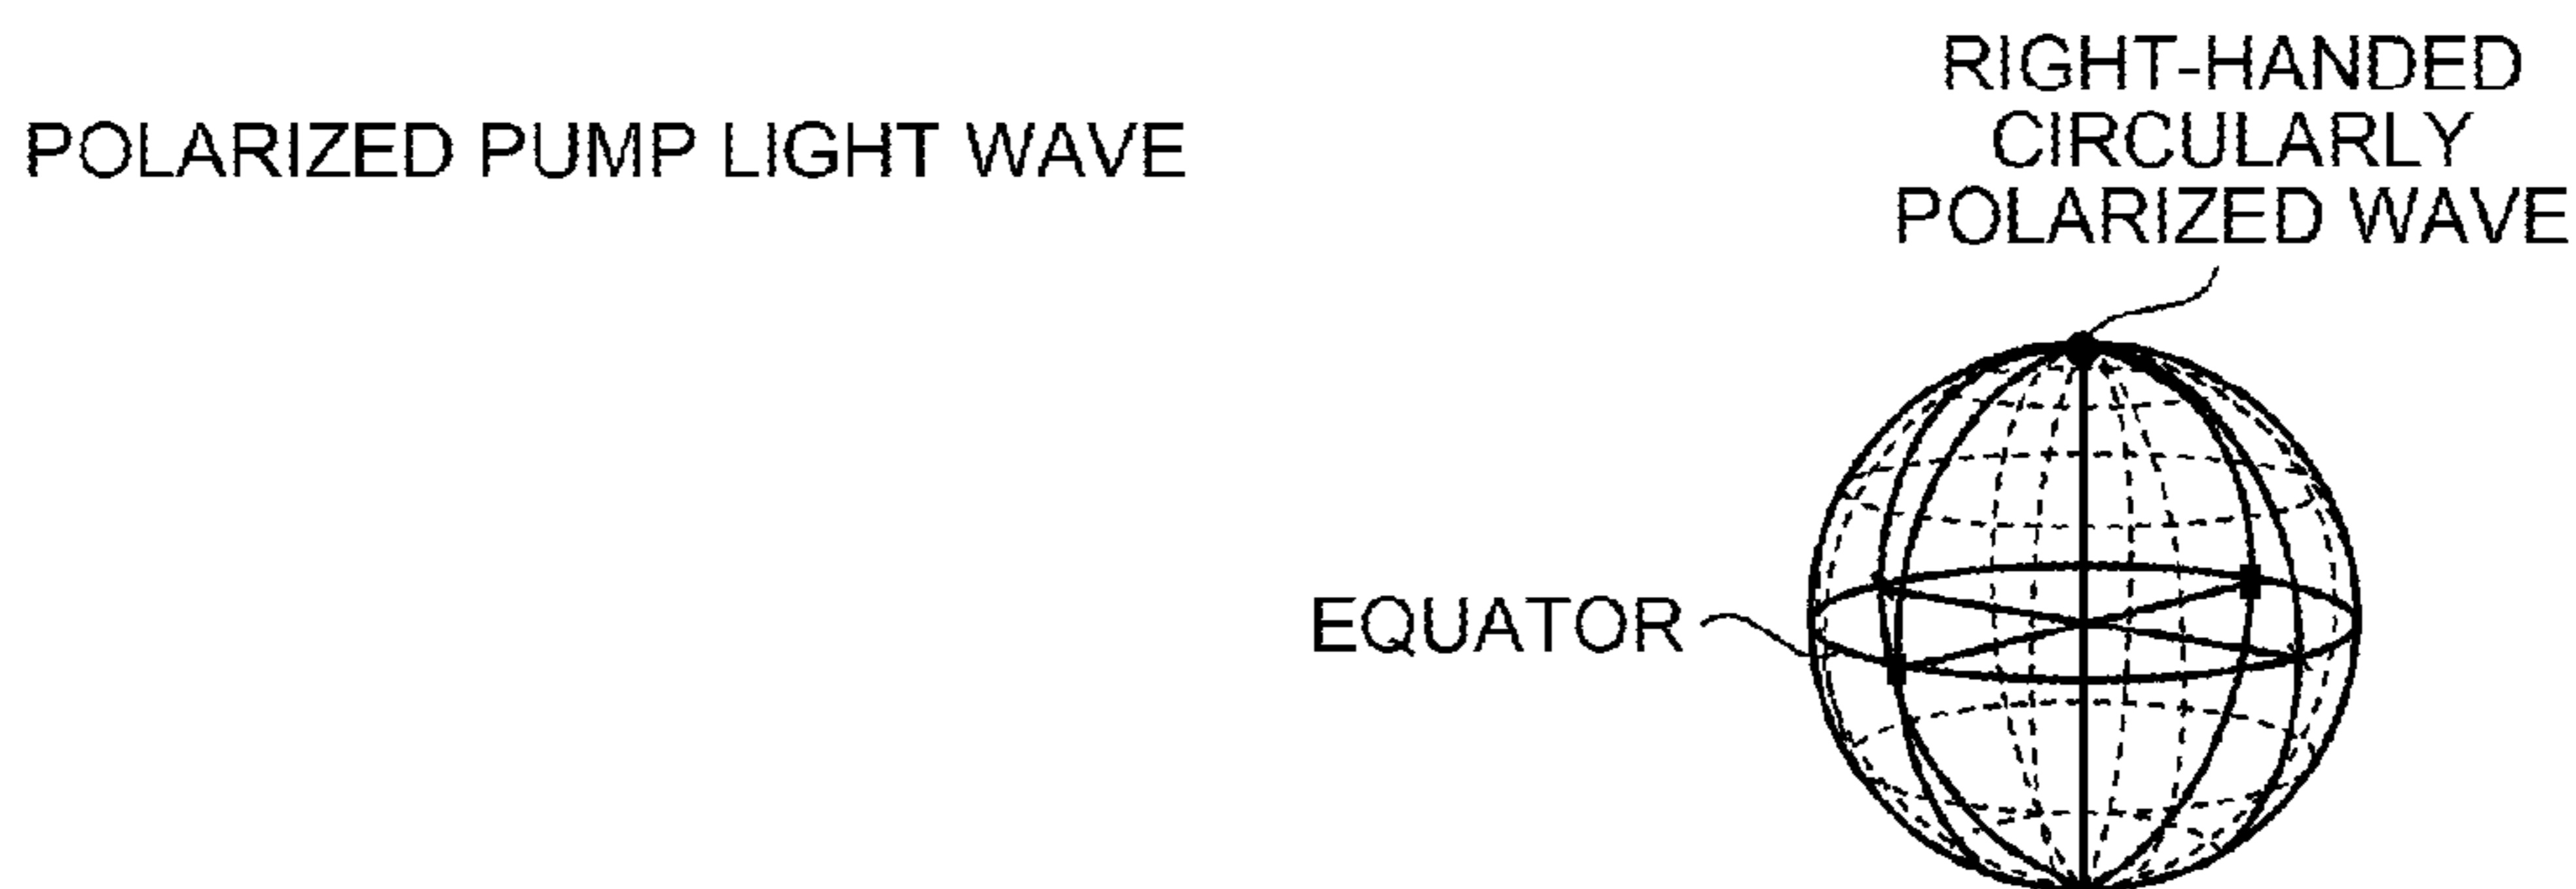 POLARIZED PUMP LIGHT WAVE
RIGHT-HANDED
CIRCULARLY
POLARIZED WAVE
EQUATOR